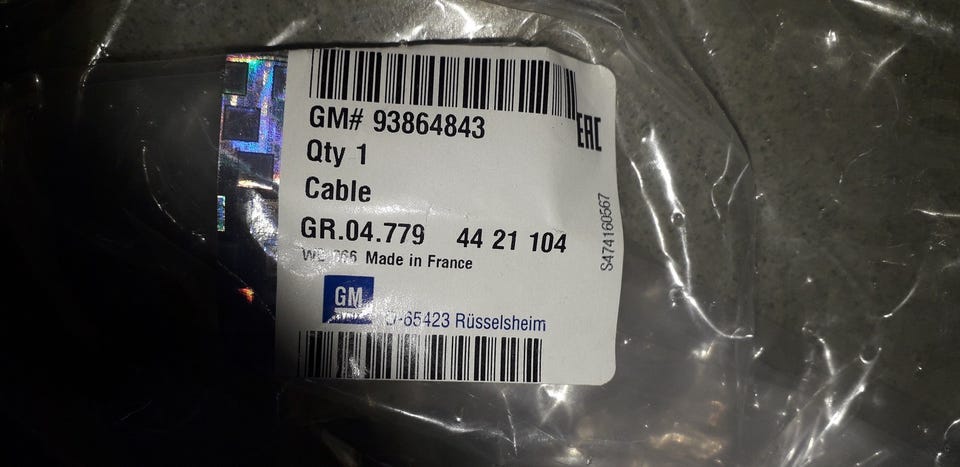 GM# 93864843
EAC
Qty 1
Cable
GR.04.779 44 21 104
Made in France
S474160567
GM
65423 Rüsselsheim